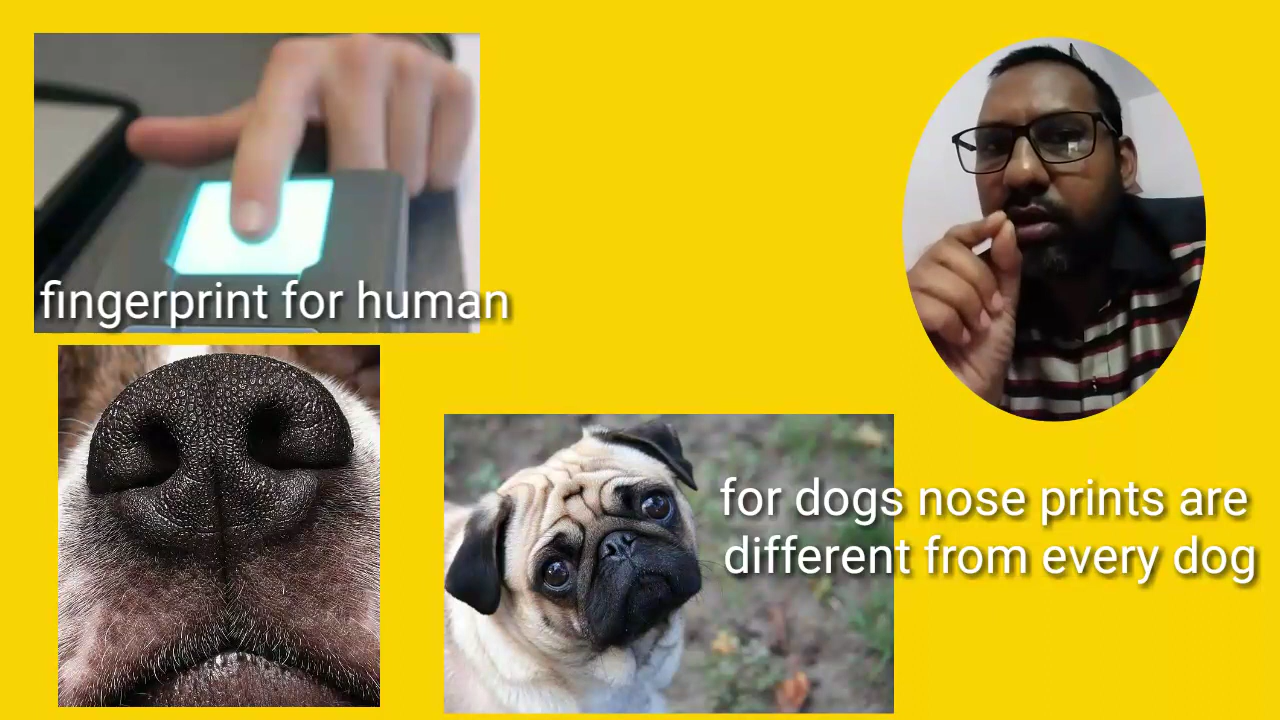 fingerprint for human
for dogs nose prints are
different from every dog